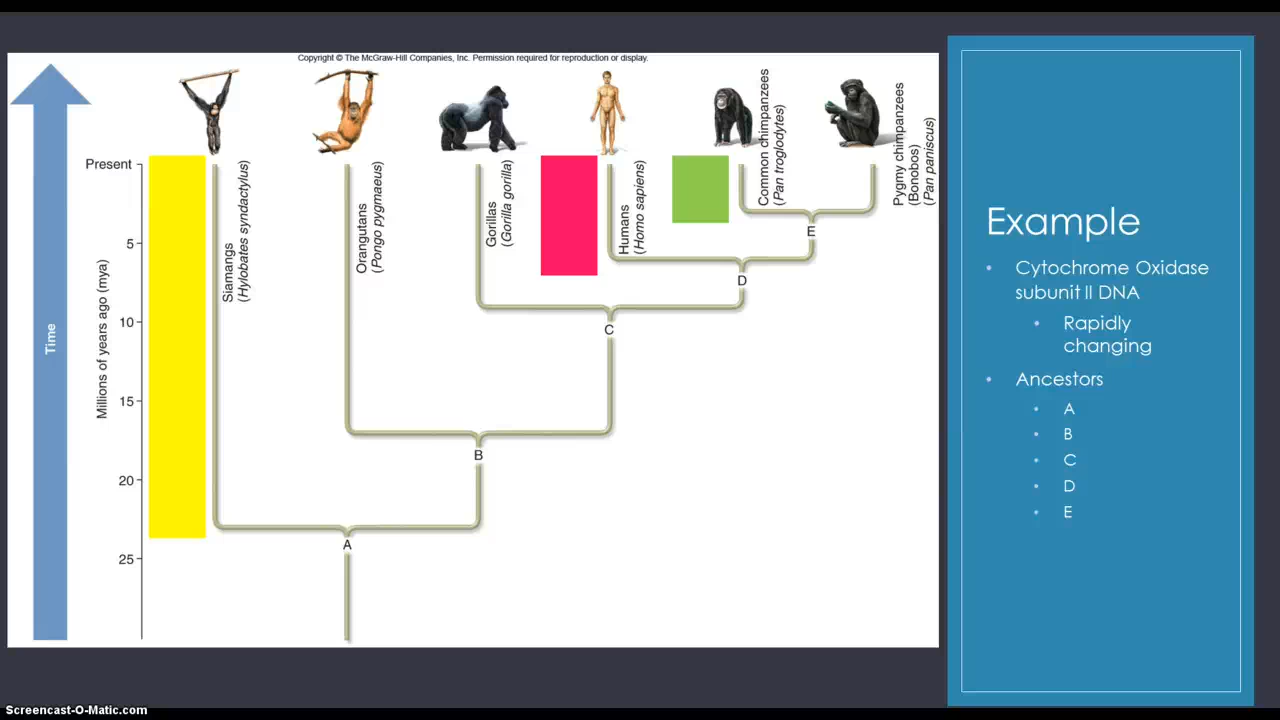 Copyright © The McGraw-Hill Companies, Inc. Permission required for reproduction or display.
Time
Millions of years ago (mya)
Present
5
10
15
20
25
Siamangs
(Hylobates syndactylus)
Orangutans
(Pongo pygmaeus)
Gorillas
(Gorilla gorilla)
Humans
(Homo sapiens)
Common chimpanzees
(Pan troglodytes)
Pygmy chimpanzees
(Bonobos)
(Pan paniscus)
E
D
C
B
A
Example
• Cytochrome Oxidase
subunit II DNA
• Rapidly
changing
• Ancestors
• A
• B
• C
• D
• E
Screencast-O-Matic.com